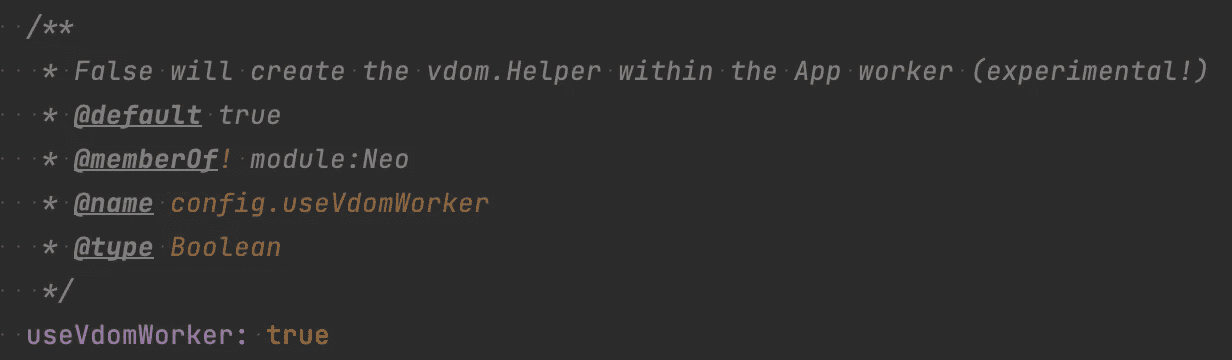 /**
* False will create the vdom.Helper within the App worker (experimental!)
* @default true
* @memberOf! module:Neo
* @name config.useVdomWorker
* @type Boolean
*/
useVdomWorker: true